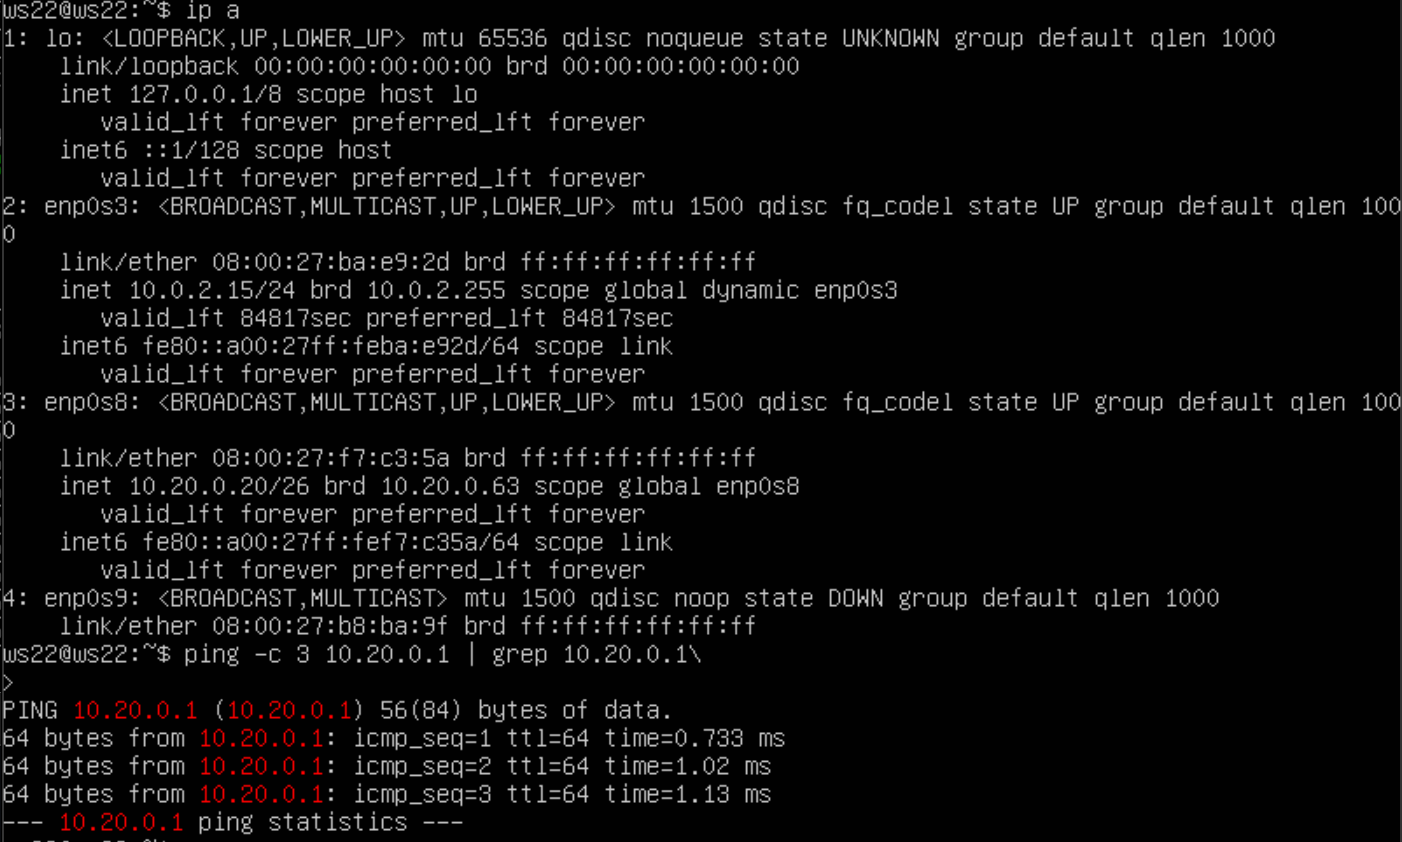 ws22@ws22:~$ ip a
1: lo: <LOOPBACK,UP,LOWER_UP> mtu 65536 qdisc noqueue state UNKNOWN group default qlen 1000
    link/loopback 00:00:00:00:00:00 brd 00:00:00:00:00:00
    inet 127.0.0.1/8 scope host lo
       valid_lft forever preferred_lft forever
    inet6 ::1/128 scope host
       valid_lft forever preferred_lft forever
2: enp0s3: <BROADCAST,MULTICAST,UP,LOWER_UP> mtu 1500 qdisc fq_codel state UP group default qlen 100
0
    link/ether 08:00:27:ba:e9:2d brd ff:ff:ff:ff:ff:ff
    inet 10.0.2.15/24 brd 10.0.2.255 scope global dynamic enp0s3
       valid_lft 84817sec preferred_lft 84817sec
    inet6 fe80::a00:27ff:feba:e92d/64 scope link
       valid_lft forever preferred_lft forever
3: enp0s8: <BROADCAST,MULTICAST,UP,LOWER_UP> mtu 1500 qdisc fq_codel state UP group default qlen 100
0
    link/ether 08:00:27:f7:c3:5a brd ff:ff:ff:ff:ff:ff
    inet 10.20.0.20/26 brd 10.20.0.63 scope global enp0s8
       valid_lft forever preferred_lft forever
    inet6 fe80::a00:27ff:fef7:c35a/64 scope link
       valid_lft forever preferred_lft forever
4: enp0s9: <BROADCAST,MULTICAST> mtu 1500 qdisc noop state DOWN group default qlen 1000
    link/ether 08:00:27:b8:ba:9f brd ff:ff:ff:ff:ff:ff
ws22@ws22:~$ ping -c 3 10.20.0.1 | grep 10.20.0.1\
>
PING 10.20.0.1 (10.20.0.1) 56(84) bytes of data.
64 bytes from 10.20.0.1: icmp_seq=1 ttl=64 time=0.733 ms
64 bytes from 10.20.0.1: icmp_seq=2 ttl=64 time=1.02 ms
64 bytes from 10.20.0.1: icmp_seq=3 ttl=64 time=1.13 ms
--- 10.20.0.1 ping statistics ---